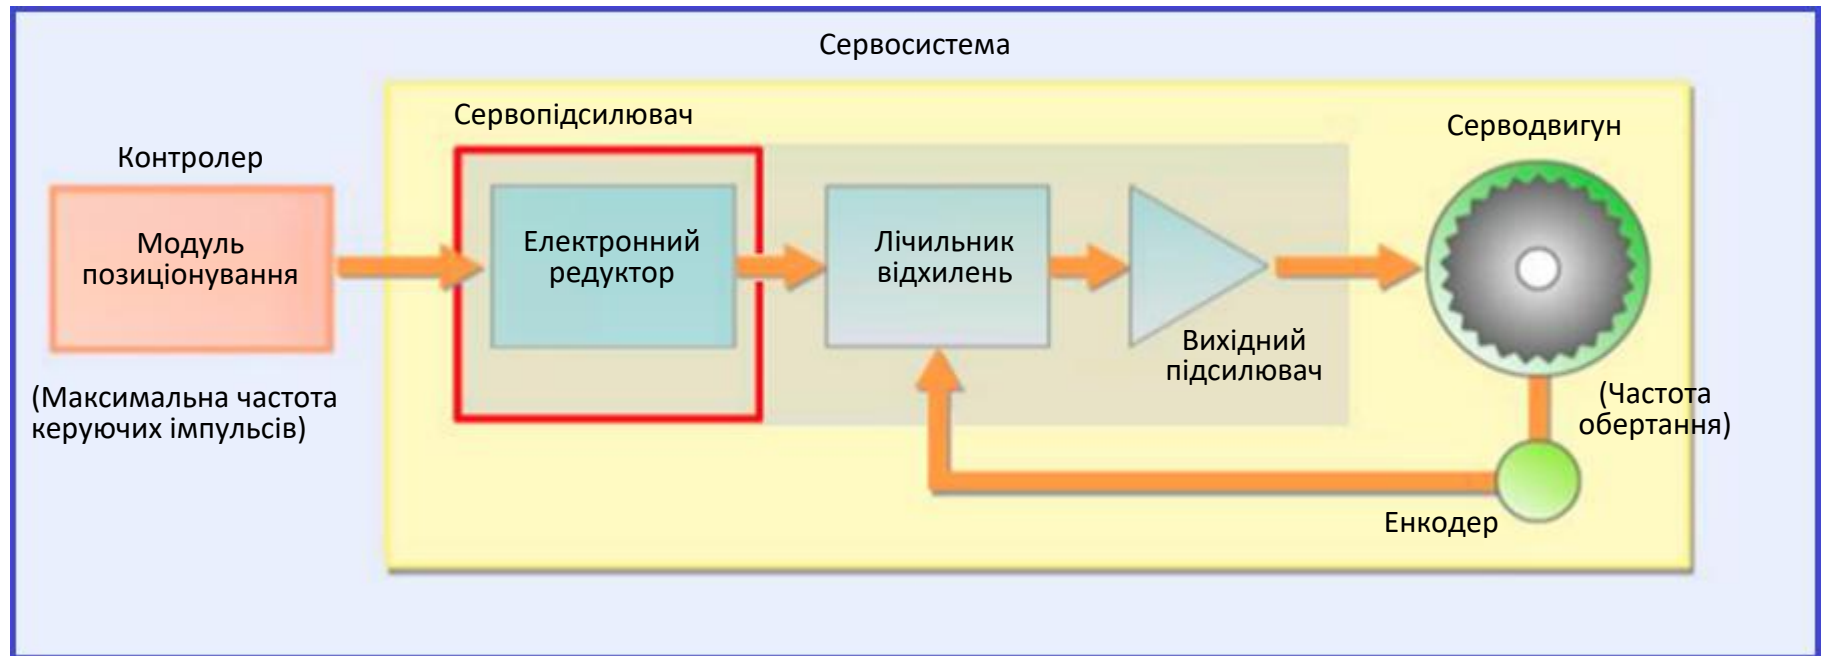 Сервосистема
Сервопідсилювач
Серводвигун
Контролер
Модуль
позиціонування
Електронний
редуктор
Лічильник
відхилень
Вихідний
підсилювач
(Максимальна частота
керуючих імпульсів)
(Частота
обертання)
Енкодер